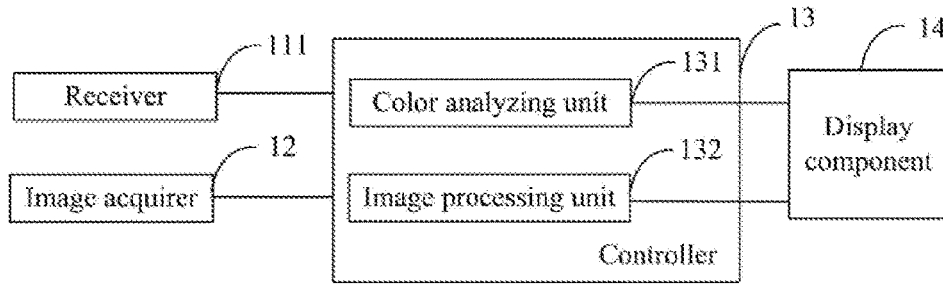 111
13
14
131
Receiver
Color analyzing unit
Display
component
12
132
Image acquirer
Image processing unit
Controller